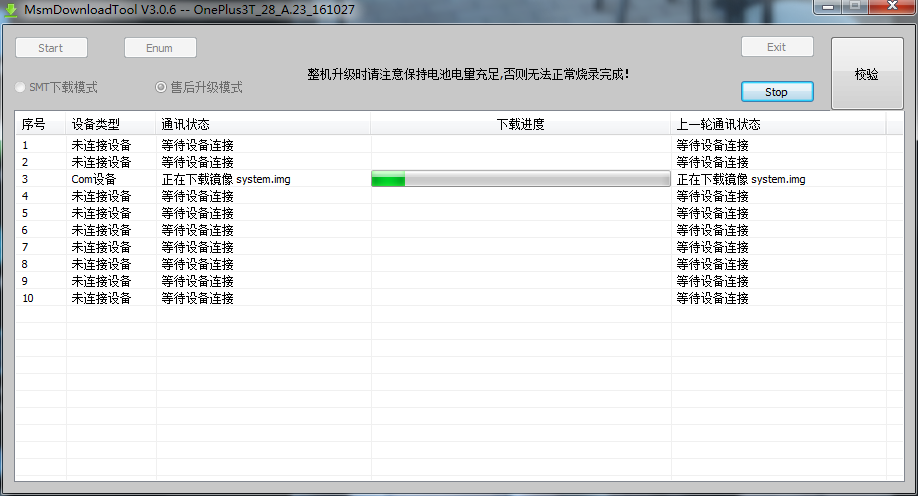 MsmDownloadTool V3.0.6 -- OnePlus3T_28_A.23_161027
Start Enum Exit
整机升级时请注意保持电池电量充足,否则无法正常烧录完成! 校验
SMT下载模式 售后升级模式 Stop
序号 设备类型 通讯状态 下载进度 上一轮通讯状态
1 未连接设备 等待设备连接 等待设备连接
2 未连接设备 等待设备连接 等待设备连接
3 Com设备 正在下载镜像 system.img 正在下载镜像 system.img
4 未连接设备 等待设备连接 等待设备连接
5 未连接设备 等待设备连接 等待设备连接
6 未连接设备 等待设备连接 等待设备连接
7 未连接设备 等待设备连接 等待设备连接
8 未连接设备 等待设备连接 等待设备连接
9 未连接设备 等待设备连接 等待设备连接
10 未连接设备 等待设备连接 等待设备连接